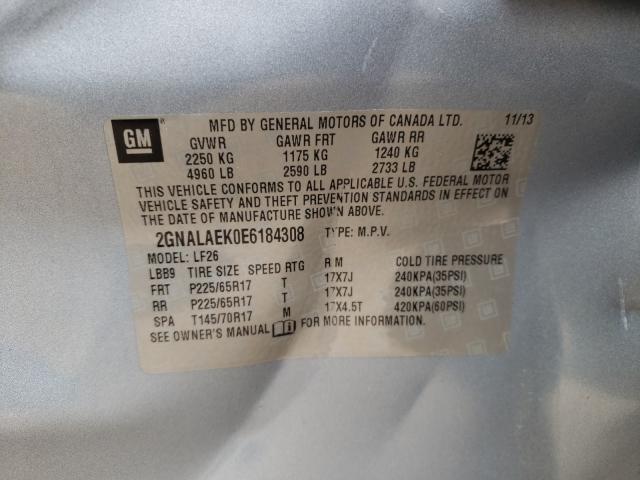 GM
MFD BY GENERAL MOTORS OF CANADA LTD. 11/13
GVWR GAWR FRT GAWR RR
2250 KG 1175 KG 1240 KG
4960 LB 2590 LB 2733 LB
THIS VEHICLE CONFORMS TO ALL APPLICABLE U.S. FEDERAL MOTOR
VEHICLE SAFETY AND THEFT PREVENTION STANDARDS IN EFFECT ON
THE DATE OF MANUFACTURE SHOWN ABOVE.
2GNALAEK0E6184308 TYPE: M.P.V.
MODEL: LF26
LBB9 TIRE SIZE SPEED RTG R M COLD TIRE PRESSURE
FRT P225/65R17 T 17X7J 240KPA(35PSI)
RR P225/65R17 T 17X7J 240KPA(35PSI)
SPA T145/70R17 M 17X4.5T 420KPA(60PSI)
SEE OWNER'S MANUAL FOR MORE INFORMATION.